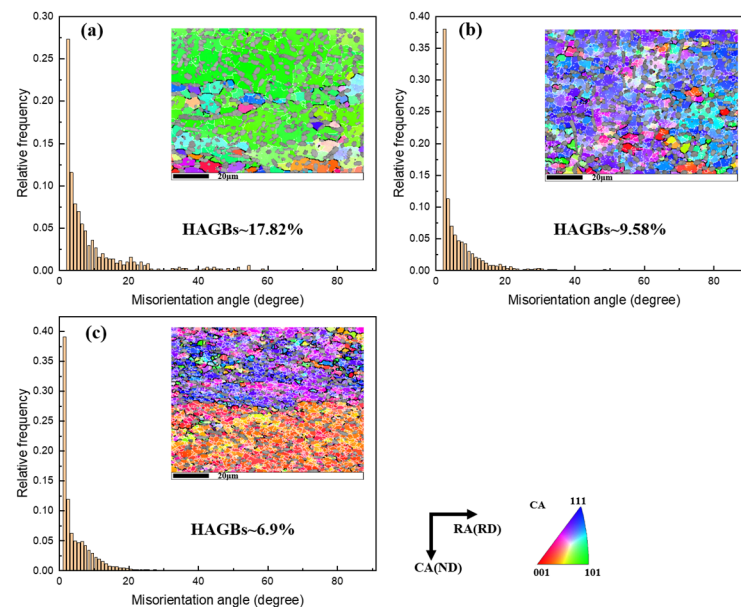 (a)
0.30
0.25
0.20
0.15
0.10
0.05
0.00
Relative frequency
20μm
HAGBs~17.82%
0 20 40 60 80
Misorientation angle (degree)
(b)
0.40
0.35
0.30
0.25
0.20
0.15
0.10
0.05
0.00
Relative frequency
20μm
HAGBs~9.58%
0 20 40 60 80
Misorientation angle (degree)
(c)
0.40
0.35
0.30
0.25
0.20
0.15
0.10
0.05
0.00
Relative frequency
20μm
HAGBs~6.9%
0 20 40 60 80
Misorientation angle (degree)
RA(RD)
CA(ND)
CA
111
001
101